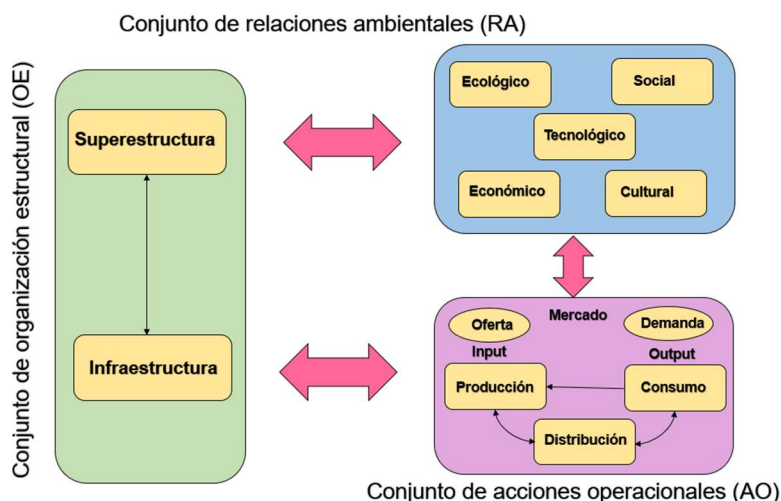 Conjunto de relaciones ambientales (RA)
Conjunto de organización estructural (OE)
Superestructura
Infraestructura
Ecológico
Social
Tecnológico
Económico
Cultural
Mercado
Oferta
Demanda
Input
Output
Producción
Consumo
Distribución
Conjunto de acciones operacionales (AO)